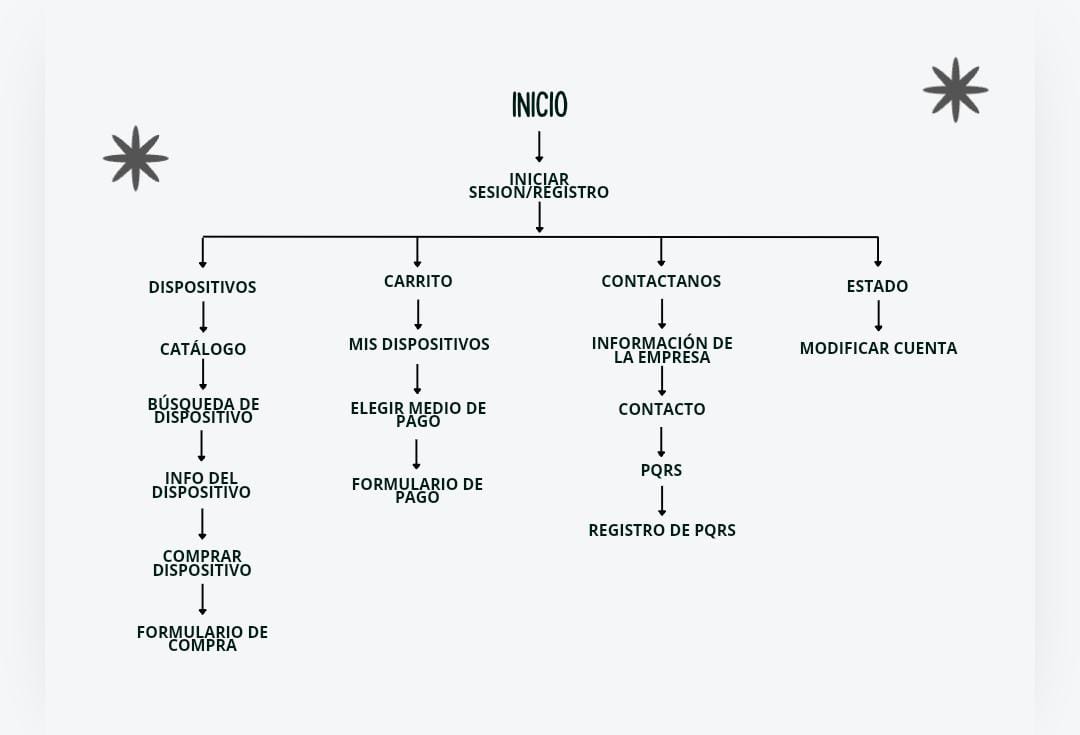 INICIO
INICIAR
SESION/REGISTRO
DISPOSITIVOS
CATÁLOGO
BÚSQUEDA DE
DISPOSITIVO
INFO DEL
DISPOSITIVO
COMPRAR
DISPOSITIVO
FORMULARIO DE
COMPRA
CARRITO
MIS DISPOSITIVOS
ELEGIR MEDIO DE
PAGO
FORMULARIO DE
PAGO
CONTACTANOS
INFORMACIÓN DE
LA EMPRESA
CONTACTO
PQRS
REGISTRO DE PQRS
ESTADO
MODIFICAR CUENTA